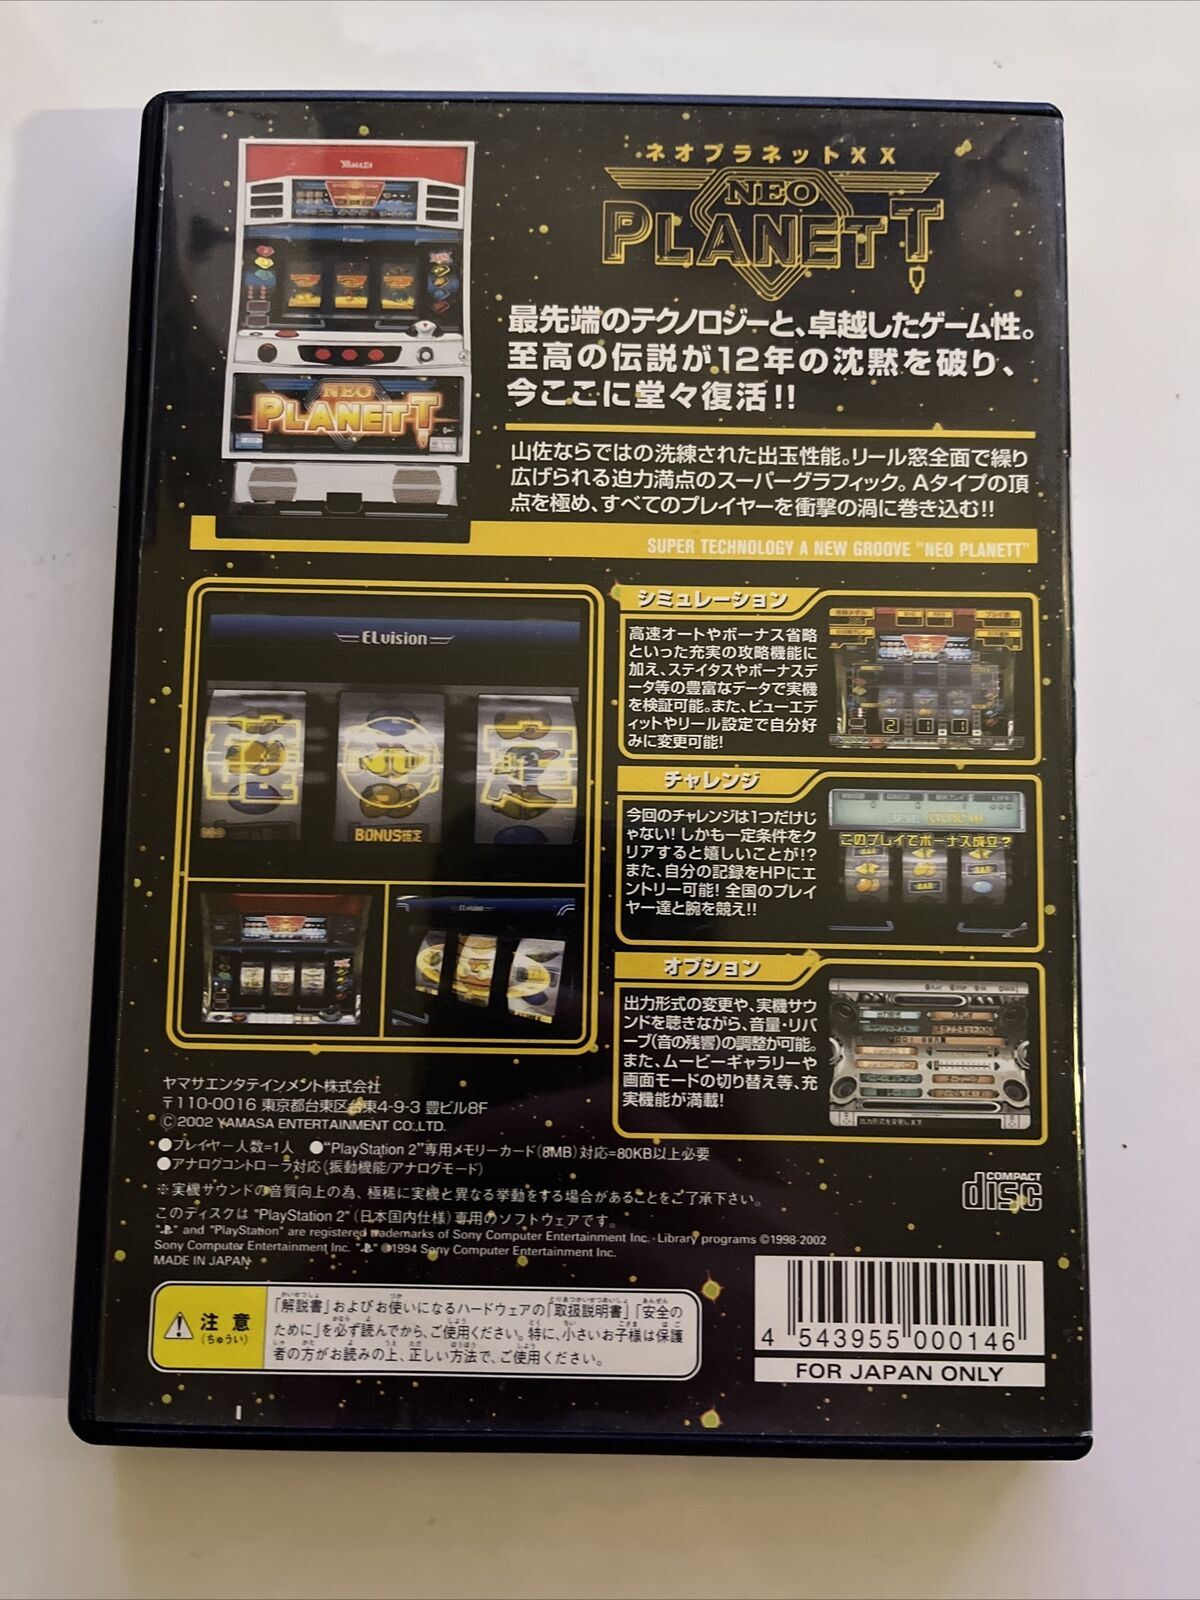 ネオプラネットXX
NEO
PLANETT
最先端のテクノロジーと、卓越したゲーム性。
至高の伝説が12年の沈黙を破り、
今ここに堂々復活!!
山佐ならではの洗練された出玉性能。リール窓全面で繰り
広げられる迫力満点のスーパーグラフィック。Aタイプの頂
点を極め、すべてのプレイヤーを衝撃の渦に巻き込む!!
SUPER TECHNOLOGY A NEW GROOVE "NEO PLANETT"
YAMASA
NEO
PLANETT
ELvision
BONUS確定
ELvision
シミュレーション
高速オートやボーナス省略
といった充実の攻略機能に
加え、ステイタスやボーナスデ
ータ等の豊富なデータで実機
を検証可能。また、ビューエデ
ィットやリール設定で自分好
みに変更可能!
チャレンジ
今回のチャレンジは1つだけじ
ゃない!しかも一定条件をク
リアすると嬉しいことが!?
また、自分の記録をHPにエ
ントリー可能!全国のプレイ
ヤー達と腕を競え!!
このプレイでボーナス成立?
オプション
出力形式の変更や、実機サウ
ンドを聴きながら、音量・リバ
ーブ(音の残響)の調整が可能。
また、ムービーギャラリーや
画面モードの切り替え等、充
実機能が満載!
出力形式を変更します
ヤマサエンタテインメント株式会社
〒110-0016 東京都台東区台東4-9-3 豊ビル8F
Ⓒ2002 YAMASA ENTERTAINMENT CO.,LTD.
●プレイヤー人数=1人 ●"PlayStation 2"専用メモリーカード(8MB)対応=80KB以上必要
●アナログコントローラ対応(振動機能/アナログモード)
※実機サウンドの音質向上の為、極稀に実機と異なる挙動をする場合があることをご了承下さい。
このディスクは "PlayStation 2" (日本国内仕様)専用のソフトウェアです。
" " and "PlayStation" are registered trademarks of Sony Computer Entertainment Inc. Library programs ©1998-2002
Sony Computer Entertainment Inc. " " ©1994 Sony Computer Entertainment Inc.
MADE IN JAPAN
COMPACT
disc
注意
(ちゅうい)
「解説書」およびお使いになるハードウェアの「取扱説明書」「安全の
ために」を必ず読んでから、ご使用ください。特に、小さいお子様は保護
者の方がお読みの上、正しい方法で、ご使用ください。
4 543955 000146
FOR JAPAN ONLY